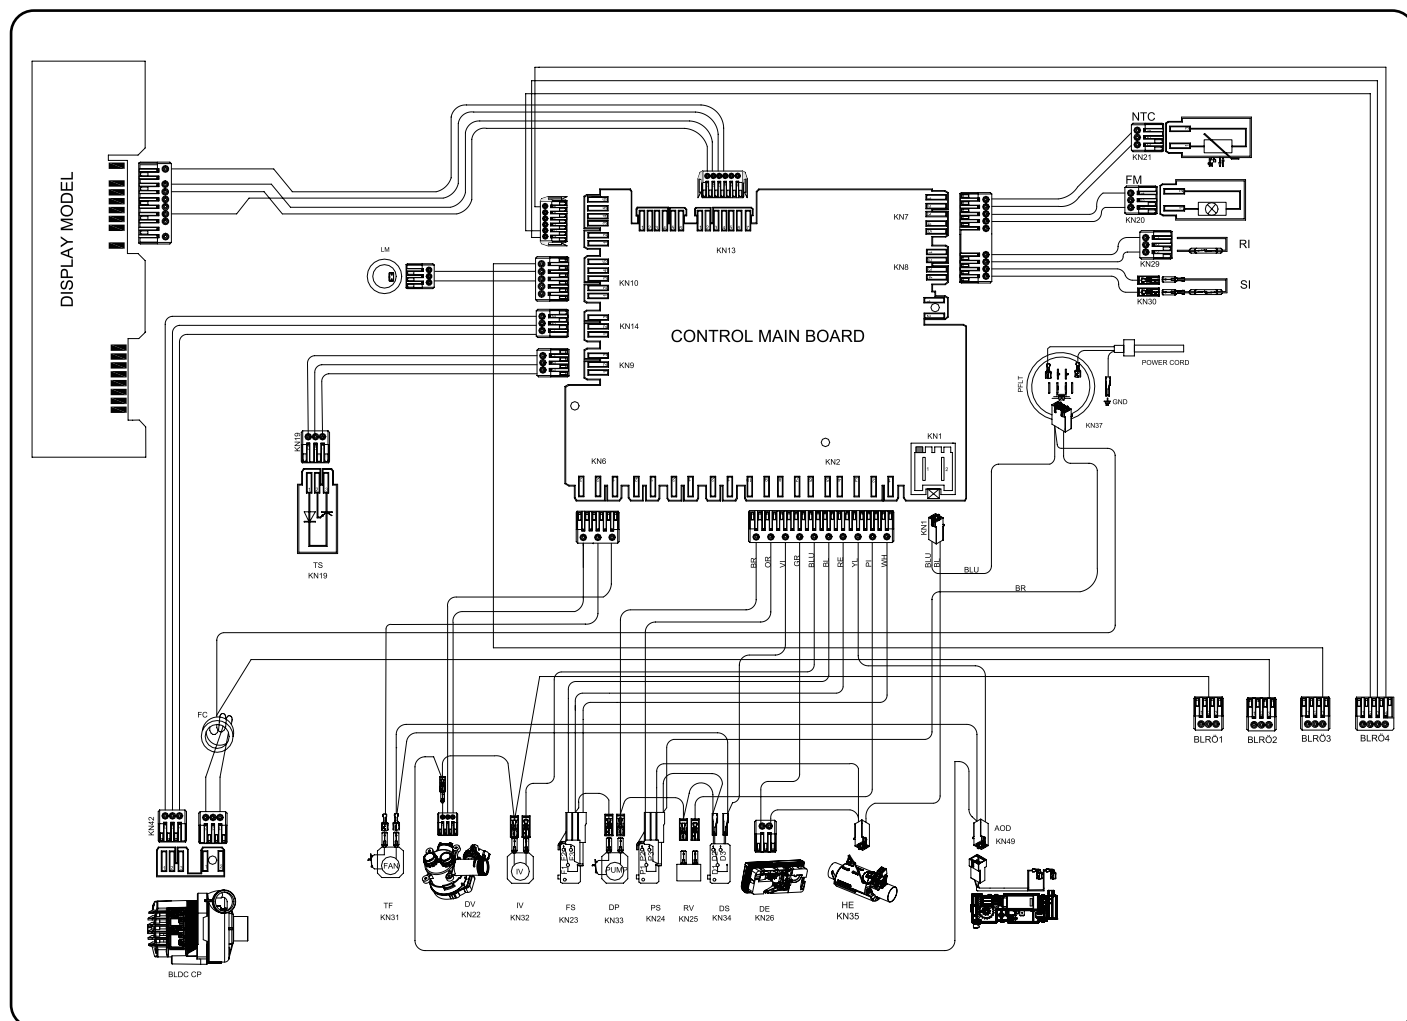 DISPLAY MODEL
NTC
KN21
FM
KN20
RI
KN29
SI
KN30
KN7
KN8
KN13
LM
KN10
KN14
KN9
CONTROL MAIN BOARD
POWER CORD
PFLT
GND
KN37
KN19
TS
KN19
KN6
KN2
KN1
1
2
KN1
BR
OR
VI
GR
BLU
BL
RE
YL
PI
WH
BLU
BL
BLU
BR
FC
BLRÖ1
BLRÖ2
BLRÖ3
BLRÖ4
KN42
FAN
IV
PUMP
AOD
KN49
TF
KN31
DV
KN22
IV
KN32
FS
KN23
DP
KN33
PS
KN24
RV
KN25
DS
KN34
DE
KN26
HE
KN35
BLDC CP